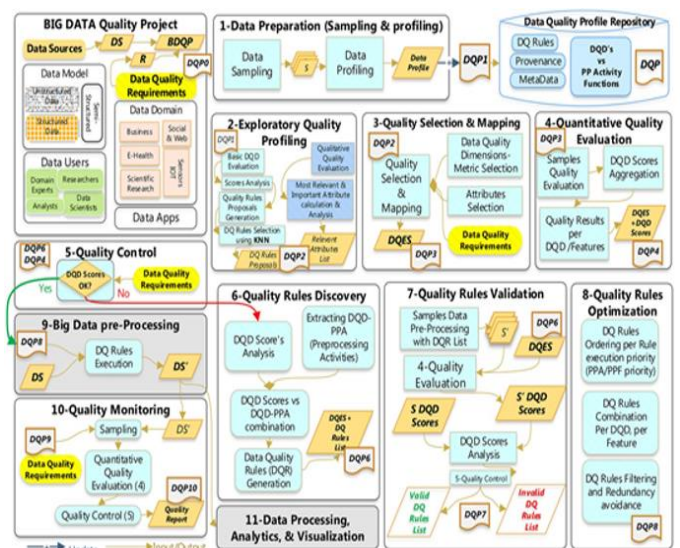 BIG DATA Quality Project
Data Sources
DS
BDQP
R
DQP0
Data Quality
Requirements
Data Model
Unstructured
Data
Semi-
Structured
Structured
Data
Data Domain
Business
Social
& Web
E-Health
Sensors
IOT
Scientific
Research
Data Users
Domain
Experts
Researchers
Analysts
Data
Scientists
Data Apps
1-Data Preparation (Sampling & profiling)
Data
Sampling
S
Data
Profiling
Data
Profile
DQP1
Data Quality Profile Repository
DQ Rules
Provenance
MetaData
DQD's
vs
PP Activity
Functions
DQP
2-Exploratory Quality
Profiling
DQP1
Basic DQD
Evaluation
Scores Analysis
Quality Rules
Proposals
Generation
DQ Rules Selection
using KNN
DQ Rules
Proposals
DQP2
Qualitative
Quality
Evaluation
Most Relevant &
Important Attribute
calculation &
Analysis
Relevant
Attributes
List
3-Quality Selection & Mapping
DQP2
Quality
Selection
&
Mapping
Data Quality
Dimensions-
Metric Selection
Attributes
Selection
Data Quality
Requirements
DQES
DQP3
4-Quantitative Quality
Evaluation
DQP3
Samples
Quality
Evaluation
DQD Scores
Aggregation
Quality Results
per
DQD /Features
DQES
+DQD
Scores
DQP4
5-Quality Control
DQP6
DQP4
DQD Scores
OK?
Data Quality
Requirements
Yes
No
6-Quality Rules Discovery
DQD Score's
Analysis
Extracting DQD-
PPA
(Preprocessing
Activities)
DQD Scores vs
DQD-PPA
combination
DQES +
DQ
Rules
List
Data Quality
Rules (DQR)
Generation
DQP6
7-Quality Rules Validation
Samples Data
Pre-Processing
with DQR List
S'
DQP6
DQES
4-Quality
Evaluation
S DQD
Scores
S' DQD
Scores
DQD Scores
Analysis
5-Quality Control
Valid
DQ
Rules
List
DQP7
Invalid
DQ
Rules
List
8-Quality Rules
Optimization
DQ Rules
Ordering per Rule
execution priority
(PPA/PPF priority)
DQ Rules
Combination
Per DQD, per
Feature
DQ Rules Filtering
and Redundancy
avoidance
DQP8
9-Big Data pre-Processing
DQP8
DS
DQ Rules
Execution
DS'
10-Quality Monitoring
DQP9
Sampling
DS'
Data Quality
Requirements
Quantitative
Quality
Evaluation (4)
DQP10
Quality Control (5)
Quality
Report
11-Data Processing,
Analytics, & Visualization
Input/Output